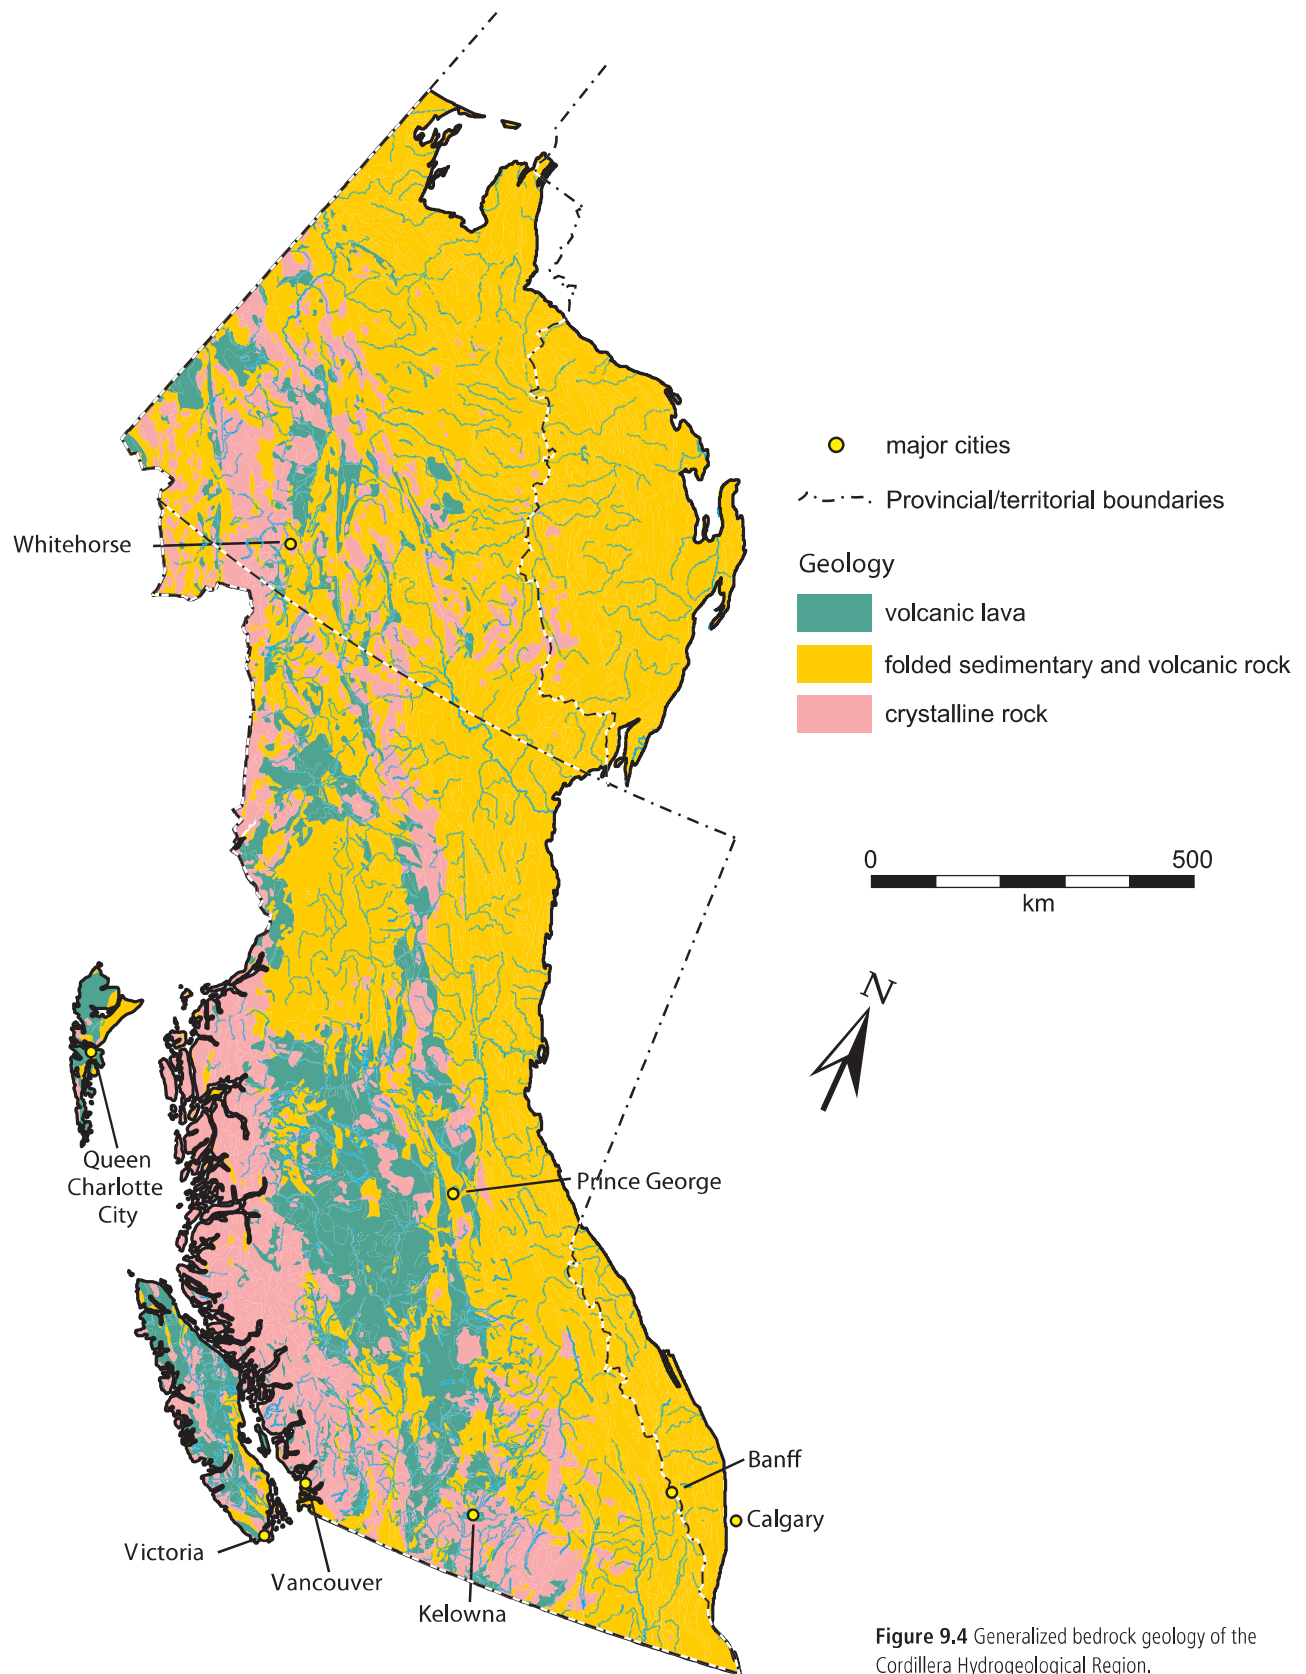 major cities
Provincial/territorial boundaries
Whitehorse
Geology
volcanic lava
folded sedimentary and volcanic rock
crystalline rock
0 500
km
N
Queen
Charlotte
City
Prince George
Banff
Calgary
Victoria
Vancouver
Kelowna
Figure 9.4 Generalized bedrock geology of the
Cordillera Hydrogeological Region.